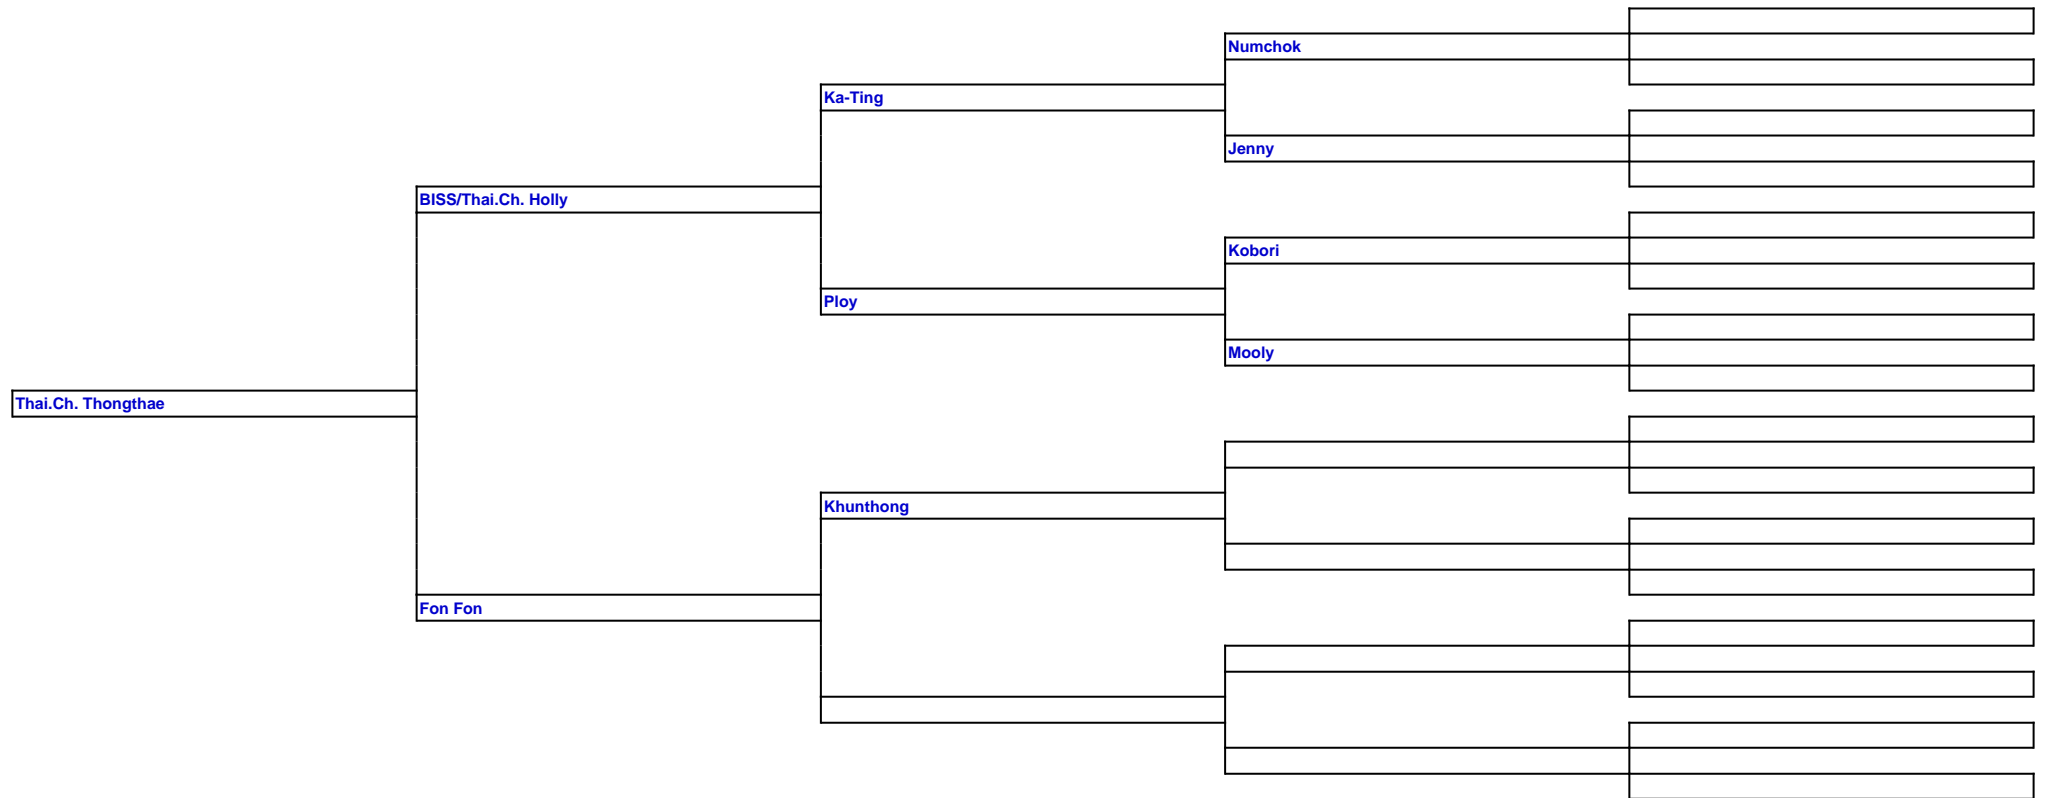 Numchok
Ka-Ting
Jenny
BISS/Thai.Ch. Holly
Kobori
Ploy
Mooly
Thai.Ch. Thongthae
Khunthong
Fon Fon